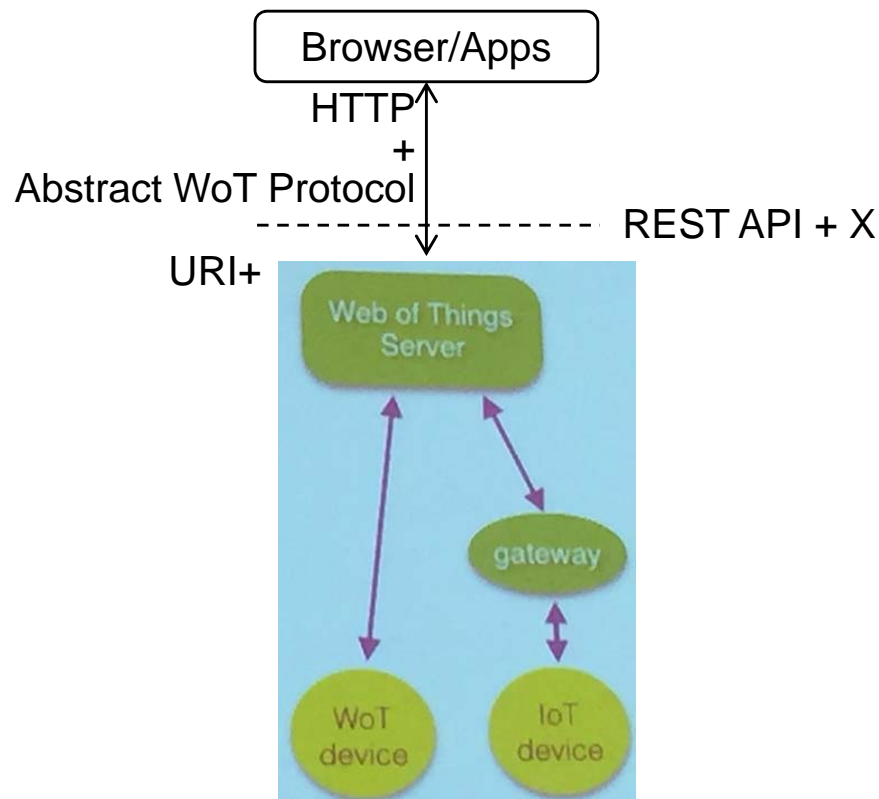 Browser/Apps
HTTP
+
Abstract WoT Protocol
REST API + X
URI+
Web of Things
Server
gateway
WoT
device
IoT
device